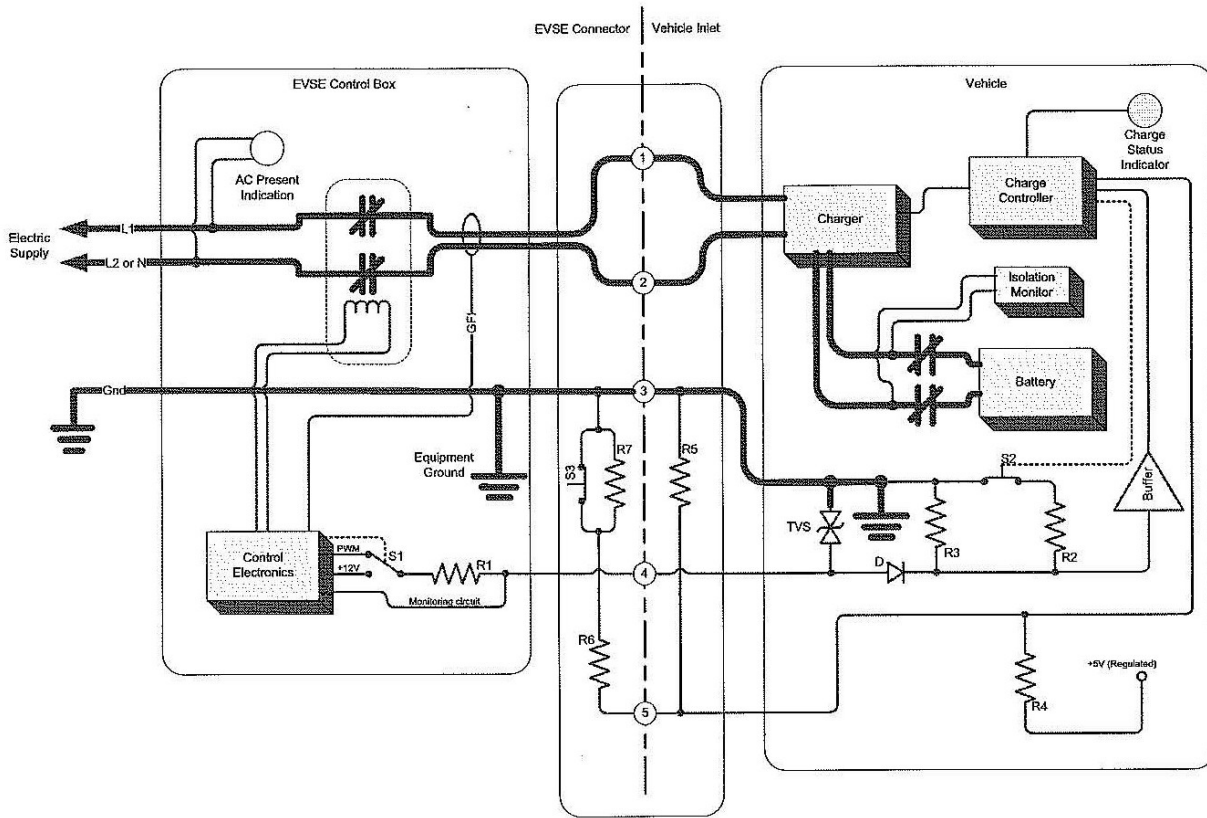 EVSE Connector
Vehicle Inlet
EVSE Control Box
Vehicle
AC Present
Indication
Charge
Status
Indicator
Charge
Controller
Charger
1
L1
Electric
Supply
L2 or N
2
Isolation
Monitor
GFI
Battery
Gnd
3
R7
R5
S3
Equipment
Ground
S2
Buffer
TVS
R3
R2
Control
Electronics
PWM
S1
+12V
R1
4
D
Monitoring circuit
R6
+5V (Regulated)
R4
5